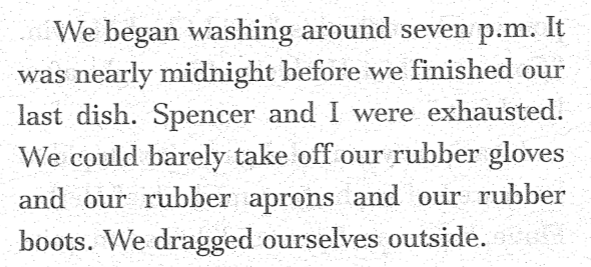 We began washing around seven p.m. It
was nearly midnight before we finished our
last dish. Spencer and I were exhausted.
We could barely take off our rubber gloves
and our rubber aprons and our rubber
boots. We dragged ourselves outside.